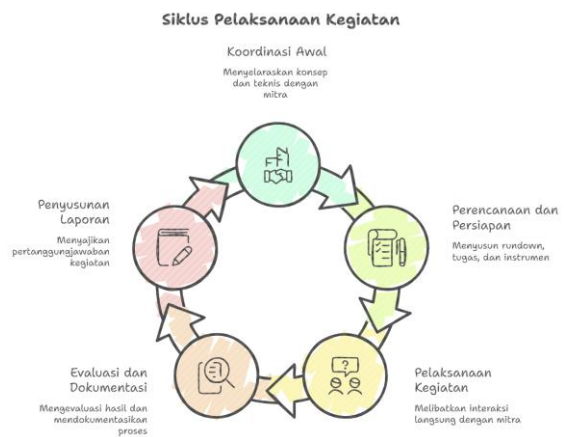 Siklus Pelaksanaan Kegiatan
Koordinasi Awal
Menyelaraskan konsep
dan teknis dengan
mitra
Perencanaan dan
Persiapan
Menyusun rundown,
tugas, dan instrumen
Pelaksanaan
Kegiatan
Melibatkan interaksi
langsung dengan mitra
Evaluasi dan
Dokumentasi
Mengevaluasi hasil dan
mendokumentasikan
proses
Penyusunan
Laporan
Menyajikan
pertanggungjawaban
kegiatan
?